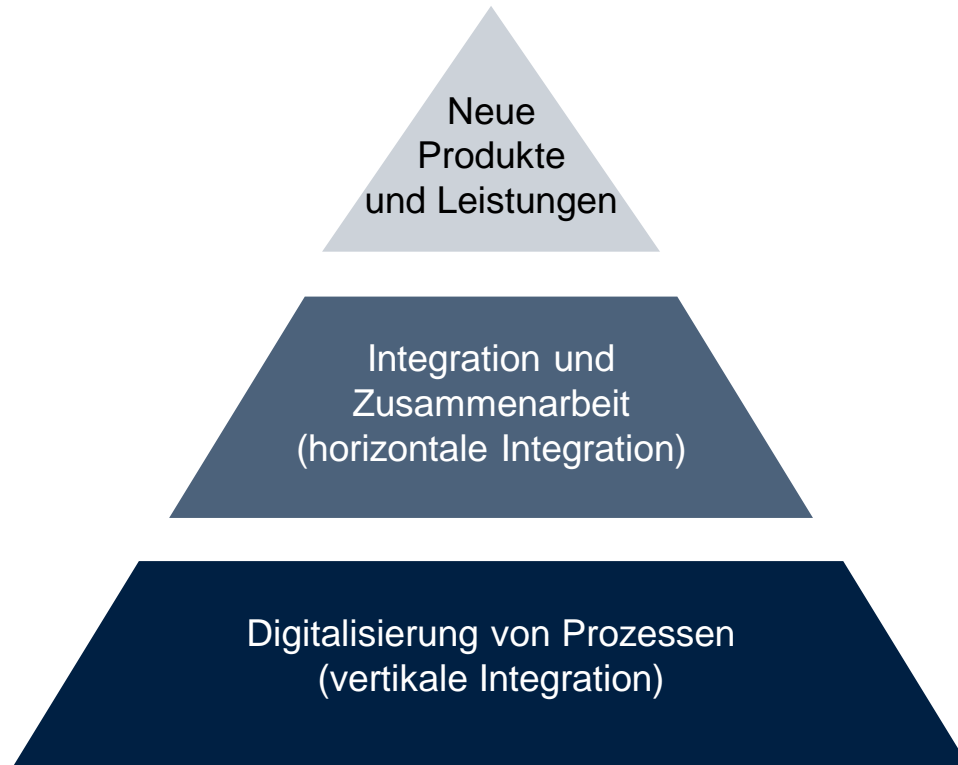 Neue
Produkte
und Leistungen
Integration und
Zusammenarbeit
(horizontale Integration)
Digitalisierung von Prozessen
(vertikale Integration)